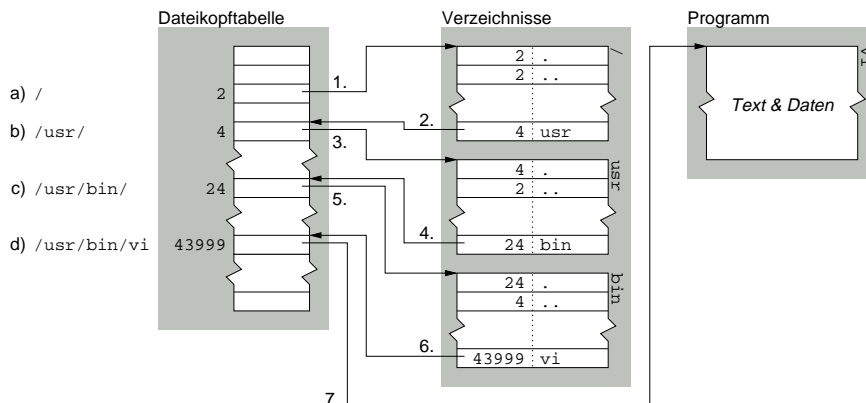 Dateikopftabelle
Verzeichnisse
Programm
a) / 2
b) /usr/ 4
c) /usr/bin/ 24
d) /usr/bin/vi 43999
1.
2.
3.
4.
5.
6.
7
/
2 .
2 ..
4 usr
usr
4 .
2 ..
24 bin
bin
24 .
4 ..
43999 vi
vi
Text & Daten